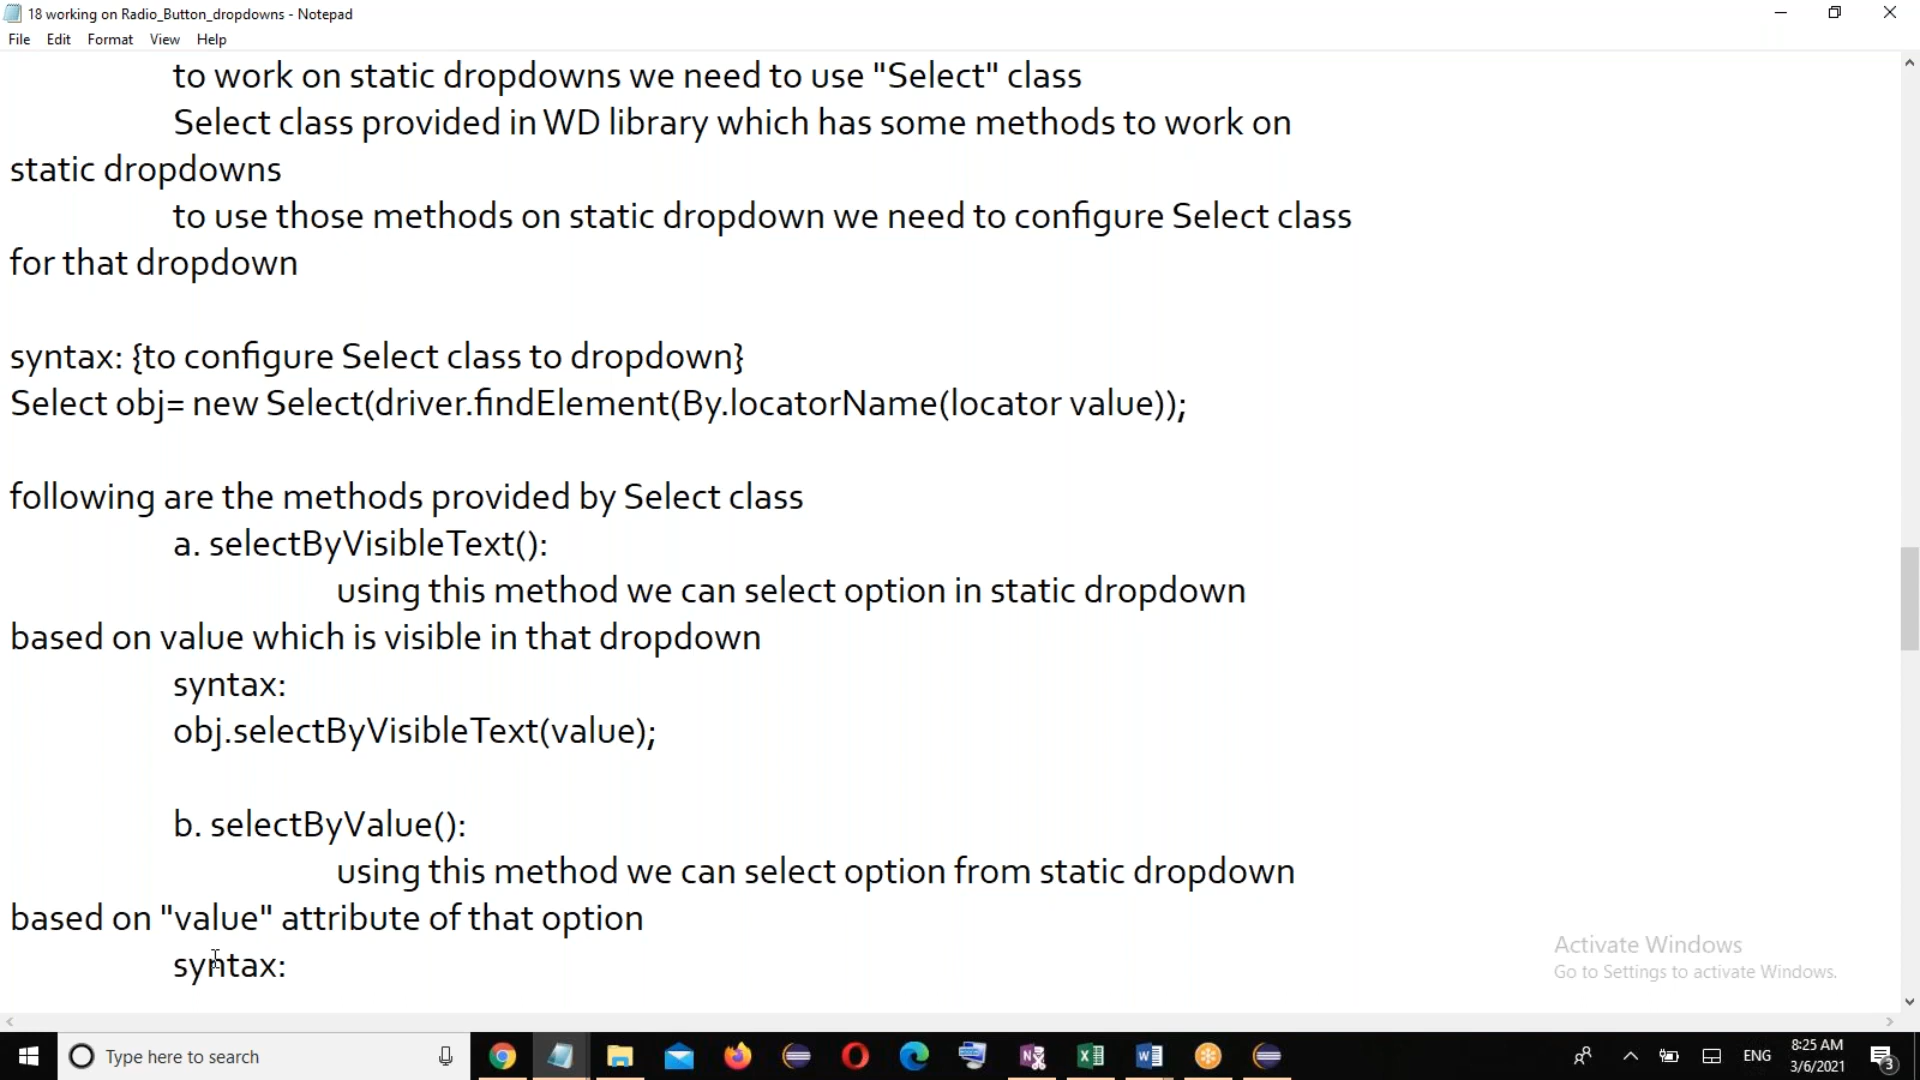 18 working on Radio_Button_dropdowns - Notepad
File Edit Format View Help
to work on static dropdowns we need to use "Select" class
Select class provided in WD library which has some methods to work on
static dropdowns
to use those methods on static dropdown we need to configure Select class
for that dropdown
syntax: {to configure Select class to dropdown}
Select obj= new Select(driver.findElement(By.locatorName(locator value));
following are the methods provided by Select class
a. selectByVisibleText():
using this method we can select option in static dropdown
based on value which is visible in that dropdown
syntax:
obj.selectByVisibleText(value);
b. selectByValue():
using this method we can select option from static dropdown
based on "value" attribute of that option
syntax:
Activate Windows
Go to Settings to activate Windows.
Type here to search
ENG
8:25 AM
3/6/2021
3